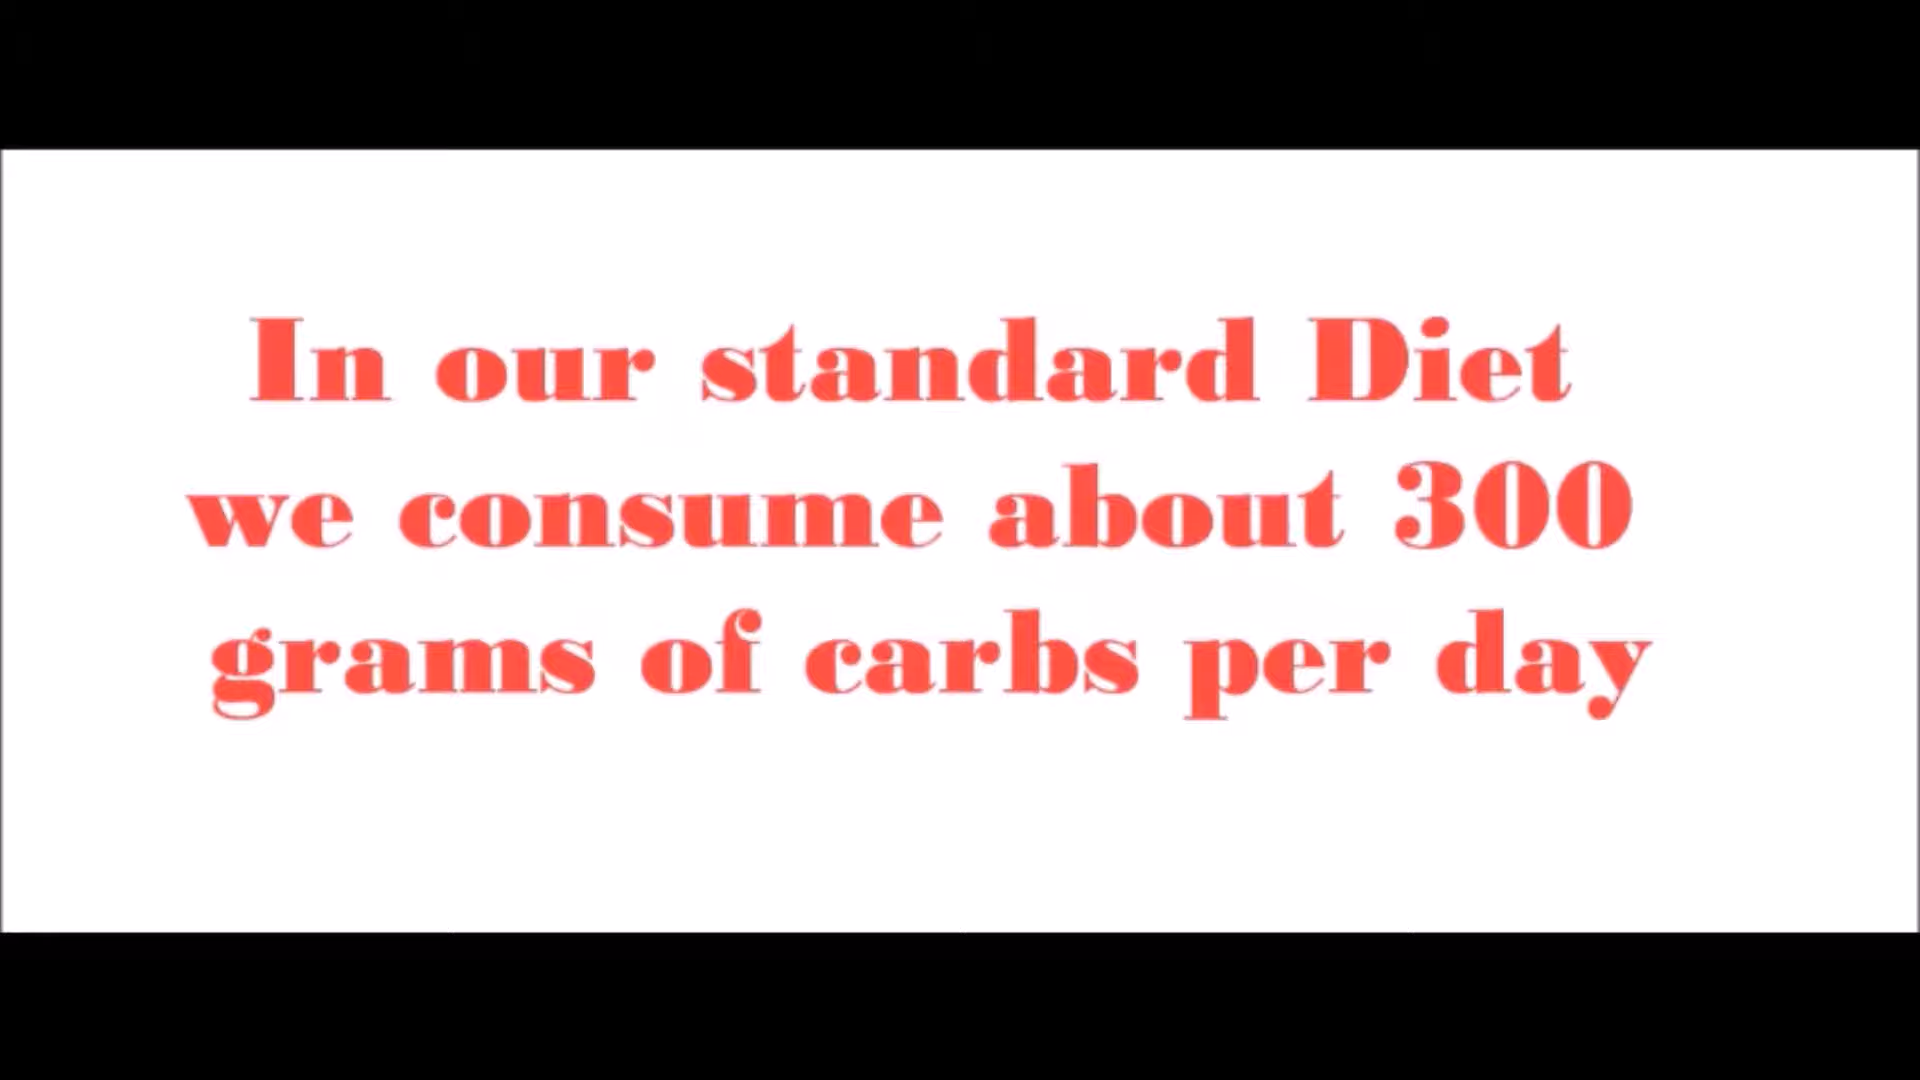 In our standard Diet
we consume about 300
grams of carbs per day